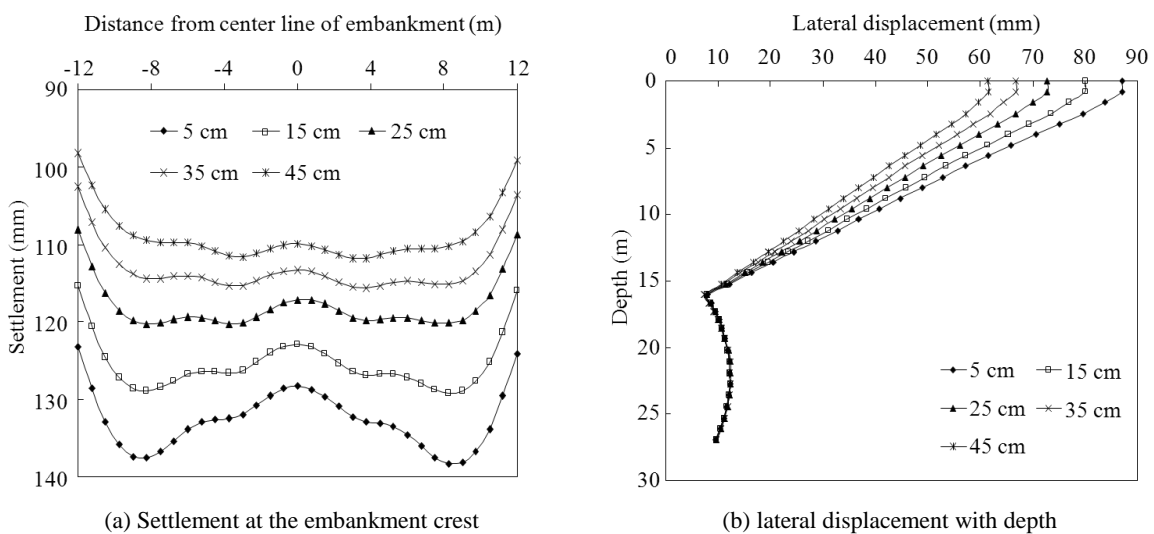 Distance from center line of embankment (m)
-12 -8 -4 0 4 8 12
90
100
110
120
130
140
Settlement (mm)
5 cm 15 cm 25 cm
35 cm 45 cm
(a) Settlement at the embankment crest
Lateral displacement (mm)
0 10 20 30 40 50 60 70 80 90
0
5
10
15
20
25
30
Depth (m)
5 cm 15 cm
25 cm 35 cm
45 cm
(b) lateral displacement with depth